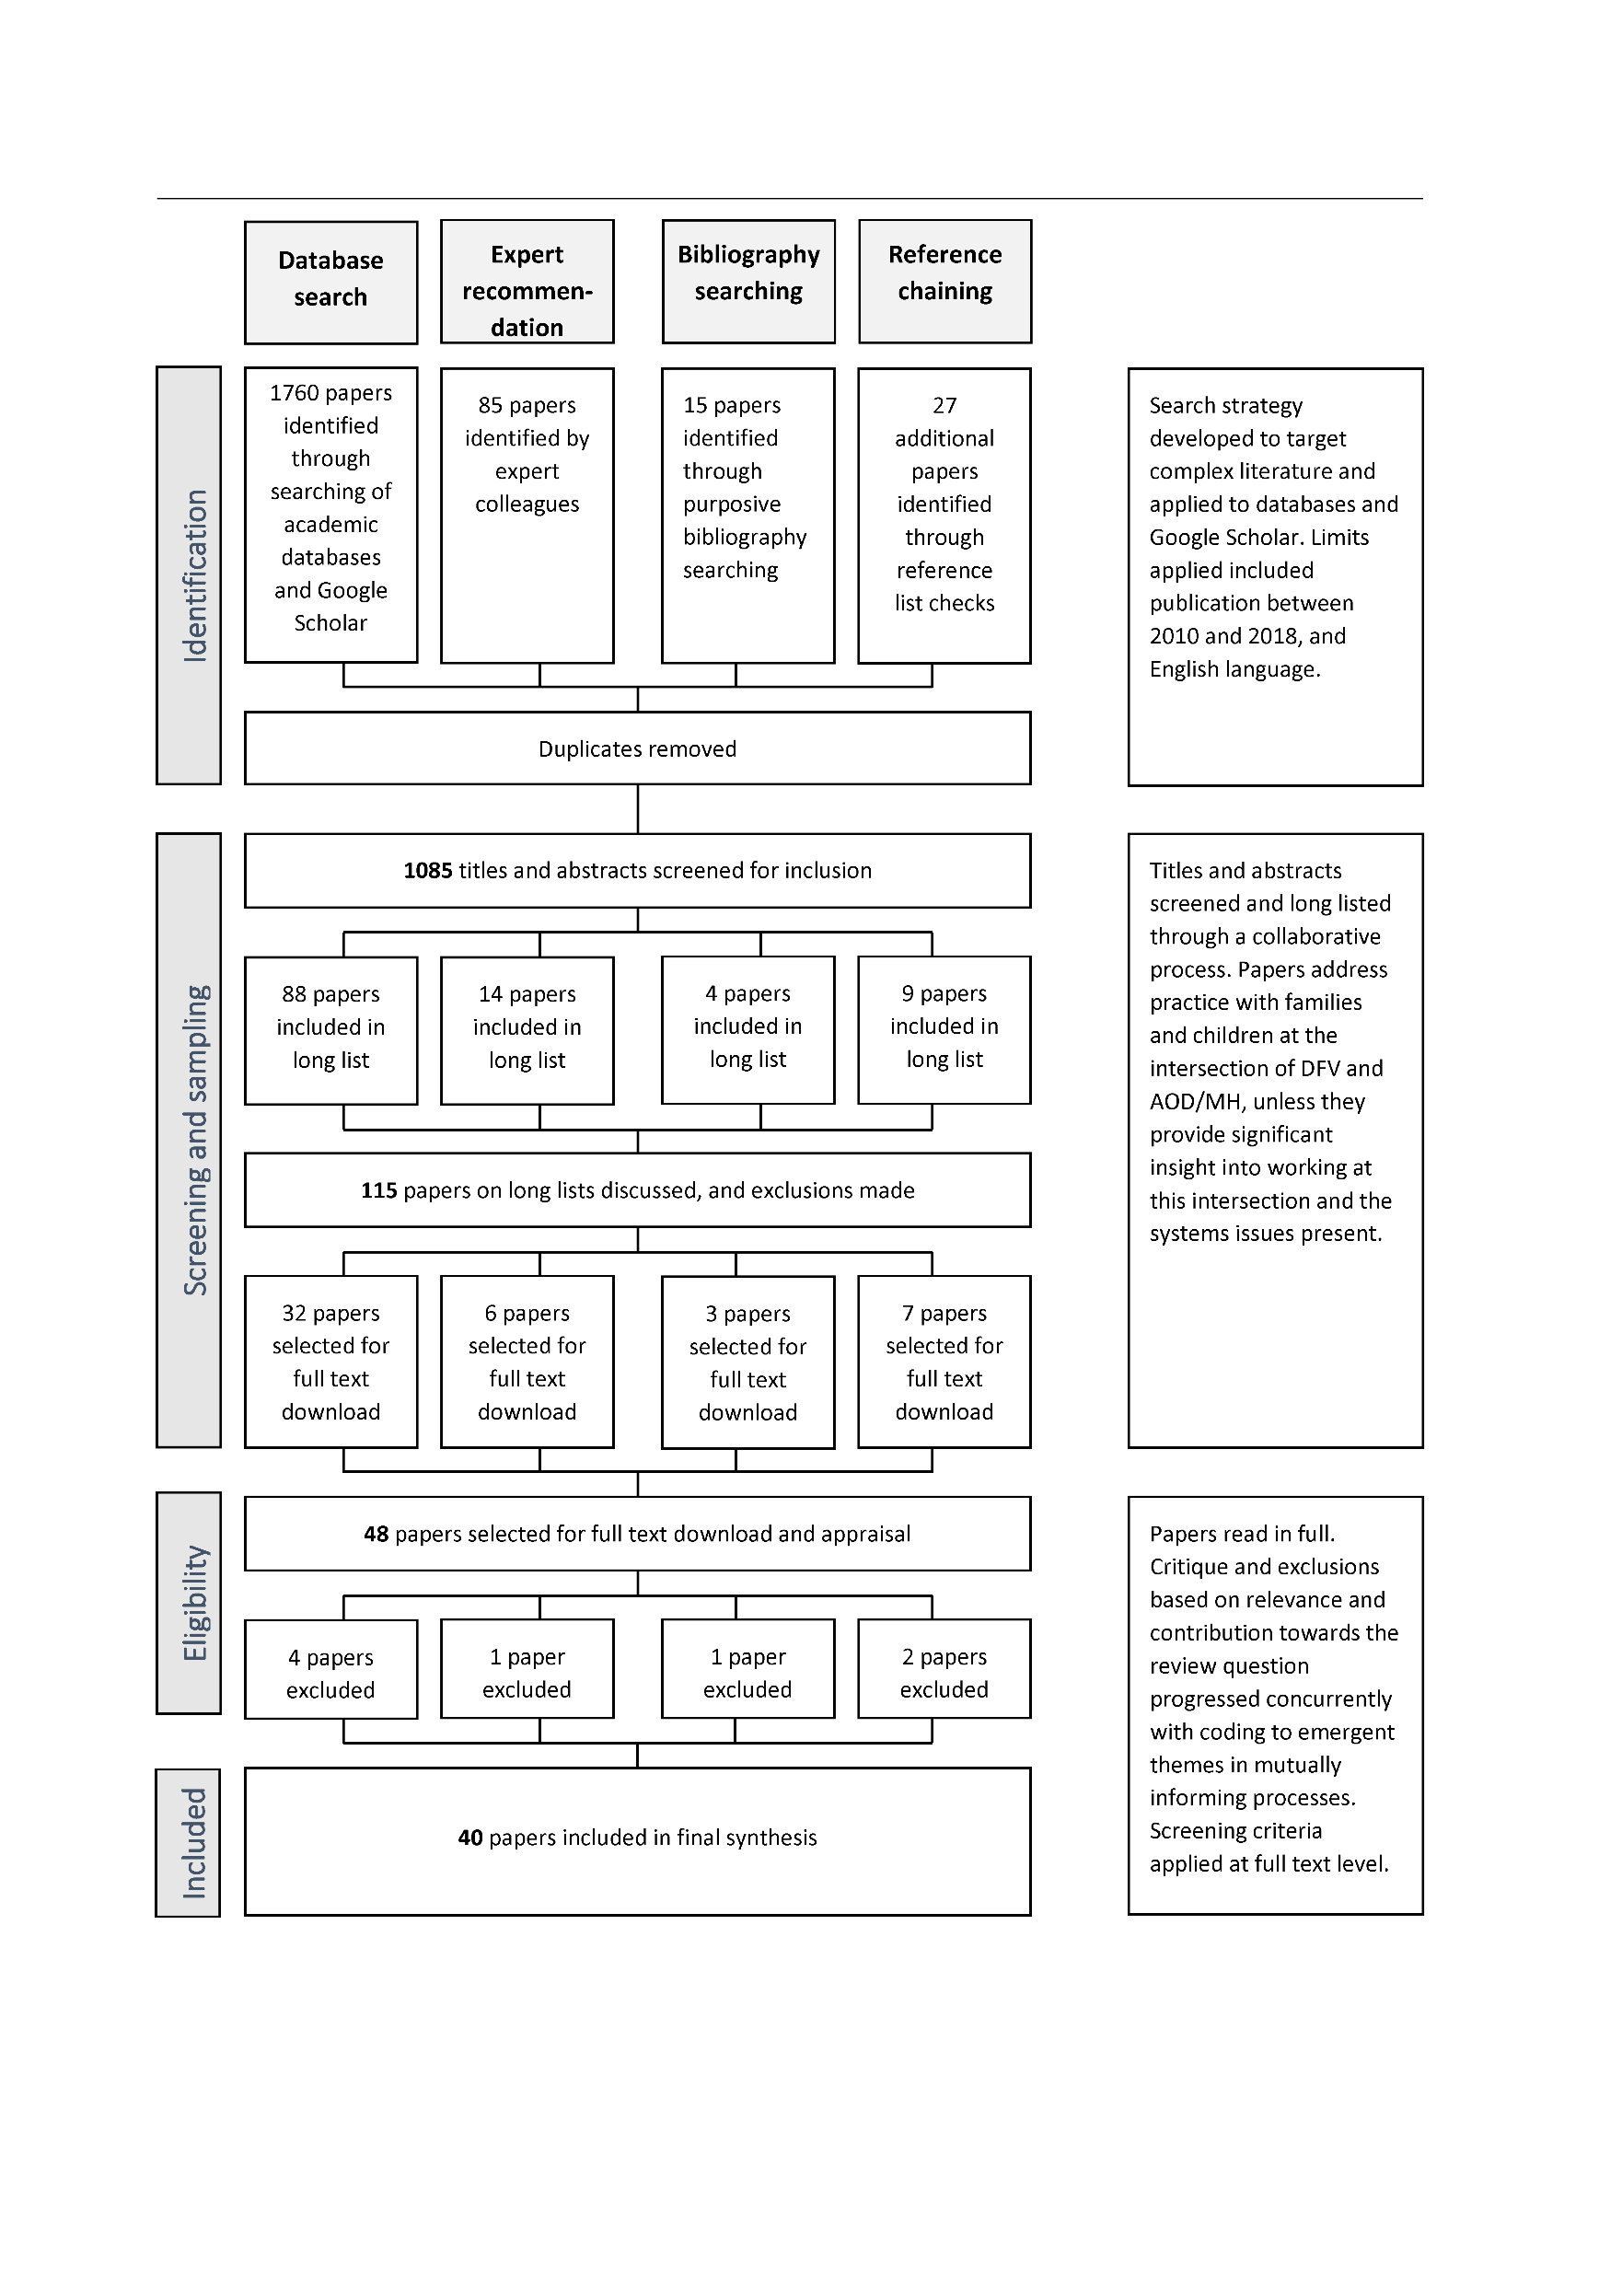 Database
search
Expert
recommen-
dation
Bibliography
searching
Reference
chaining
Identification
1760 papers
identified
through
searching of
academic
databases
and Google
Scholar
85 papers
identified by
expert
colleagues
15 papers
identified
through
purposive
bibliography
searching
27
additional
papers
identified
through
reference
list checks
Search strategy
developed to target
complex literature and
applied to databases and
Google Scholar. Limits
applied included
publication between
2010 and 2018, and
English language.
Duplicates removed
Screening and sampling
1085 titles and abstracts screened for inclusion
88 papers
included in
long list
14 papers
included in
long list
4 papers
included in
long list
9 papers
included in
long list
115 papers on long lists discussed, and exclusions made
32 papers
selected for
full text
download
6 papers
selected for
full text
download
3 papers
selected for
full text
download
7 papers
selected for
full text
download
Titles and abstracts
screened and long listed
through a collaborative
process. Papers address
practice with families
and children at the
intersection of DFV and
AOD/MH, unless they
provide significant
insight into working at
this intersection and the
systems issues present.
Eligibility
48 papers selected for full text download and appraisal
4 papers
excluded
1 paper
excluded
1 paper
excluded
2 papers
excluded
Papers read in full.
Critique and exclusions
based on relevance and
contribution towards the
review question
progressed concurrently
with coding to emergent
themes in mutually
informing processes.
Screening criteria
applied at full text level.
Included
40 papers included in final synthesis